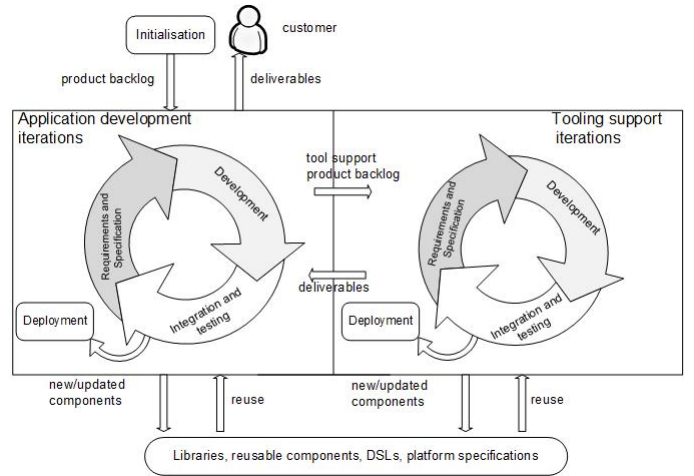 Initialisation
customer
product backlog
deliverables
Application development
iterations
Requirements and
Specification
Development
Integration and
testing
Deployment
tool support
product backlog
deliverables
Tooling support
iterations
Requirements and
Specification
Development
Integration and
testing
Deployment
new/updated
components
reuse
new/updated
components
reuse
Libraries, reusable components, DSLs, platform specifications